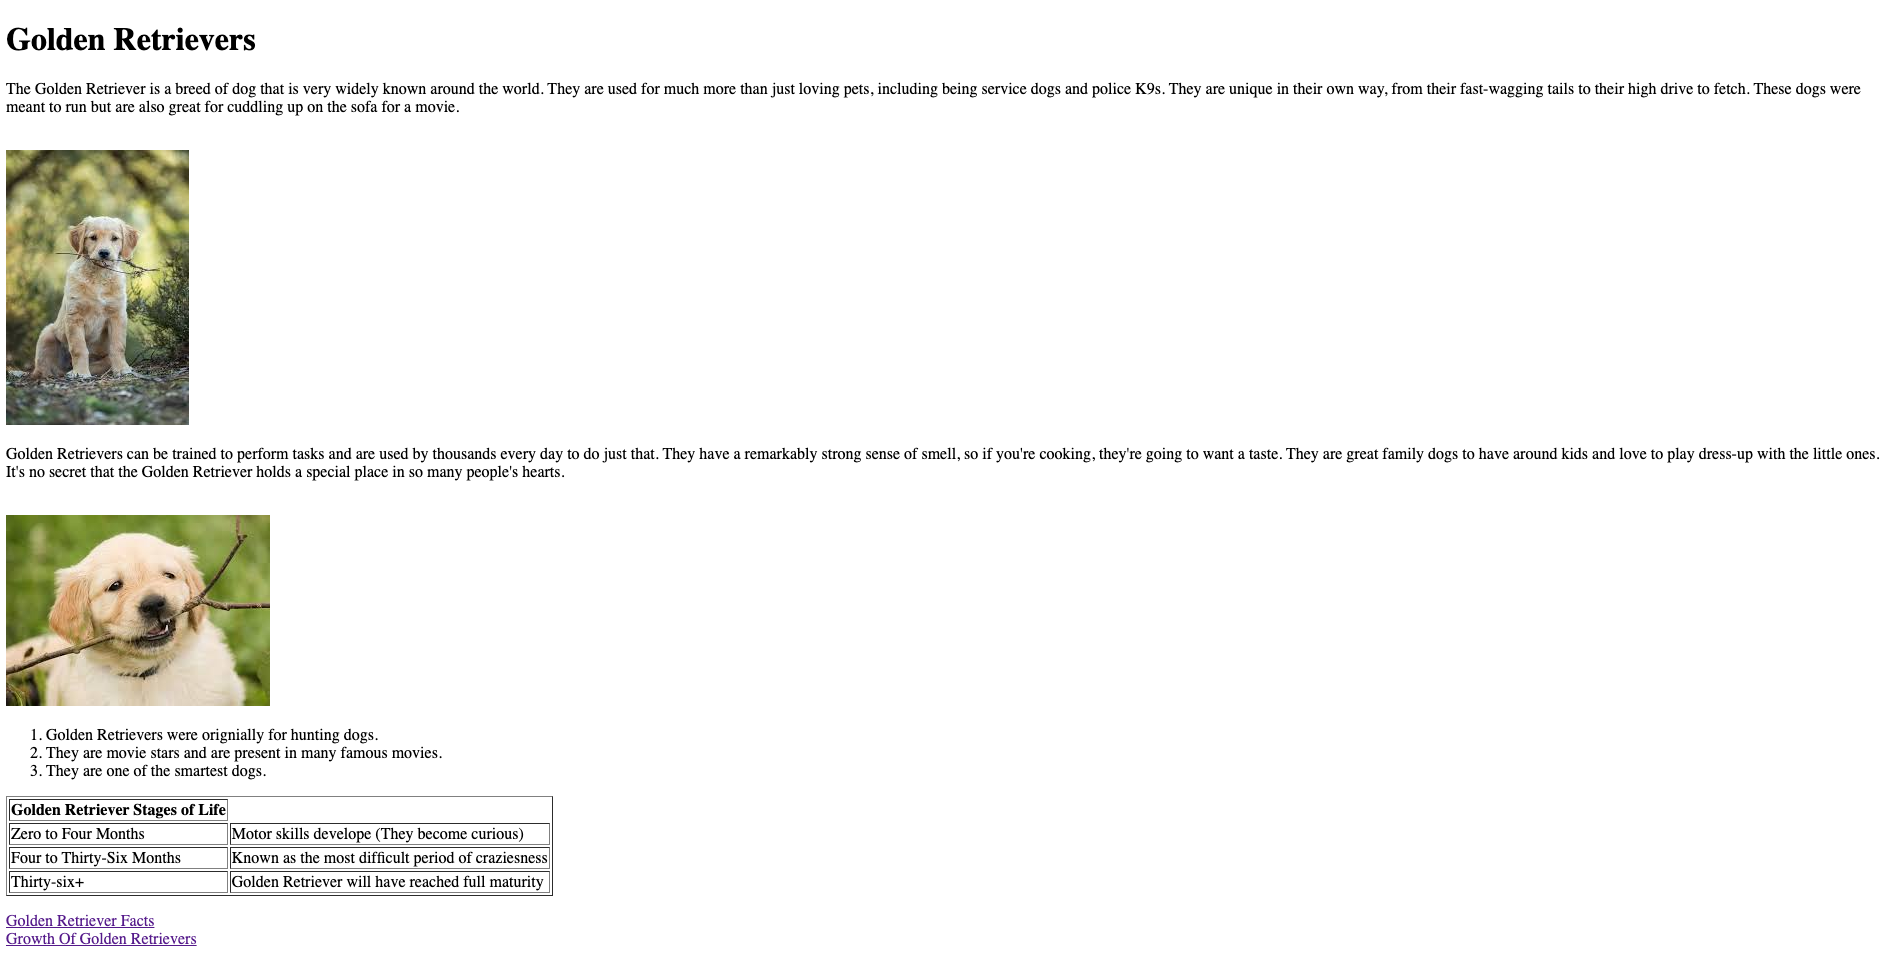 Golden Retrievers
The Golden Retriever is a breed of dog that is very widely known around the world. They are used for much more than just loving pets, including being service dogs and police K9s. They are unique in their own way, from their fast-wagging tails to their high drive to fetch. These dogs were
meant to run but are also great for cuddling up on the sofa for a movie.
Golden Retrievers can be trained to perform tasks and are used by thousands every day to do just that. They have a remarkably strong sense of smell, so if you're cooking, they're going to want a taste. They are great family dogs to have around kids and love to play dress-up with the little ones.
It's no secret that the Golden Retriever holds a special place in so many people's hearts.
1. Golden Retrievers were orignially for hunting dogs.
2. They are movie stars and are present in many famous movies.
3. They are one of the smartest dogs.
Golden Retriever Stages of Life
Zero to Four Months Motor skills develope (They become curious)
Four to Thirty-Six Months Known as the most difficult period of craziesness
Thirty-six+ Golden Retriever will have reached full maturity
Golden Retriever Facts
Growth Of Golden Retrievers